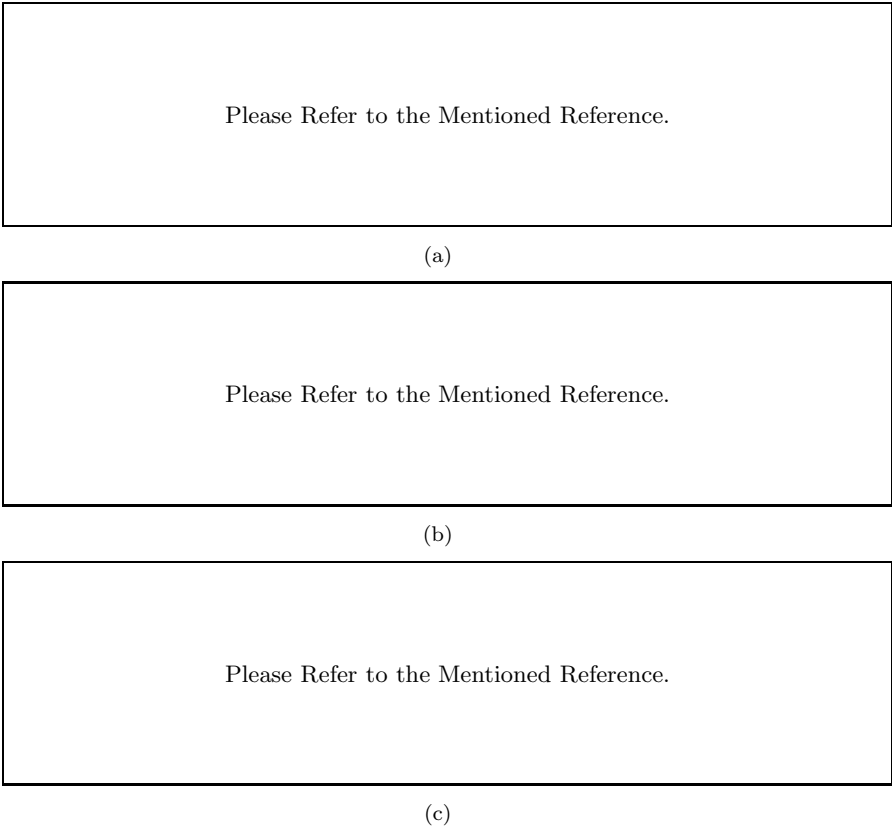 Please Refer to the Mentioned Reference.
(a)
Please Refer to the Mentioned Reference.
(b)
Please Refer to the Mentioned Reference.
(c)